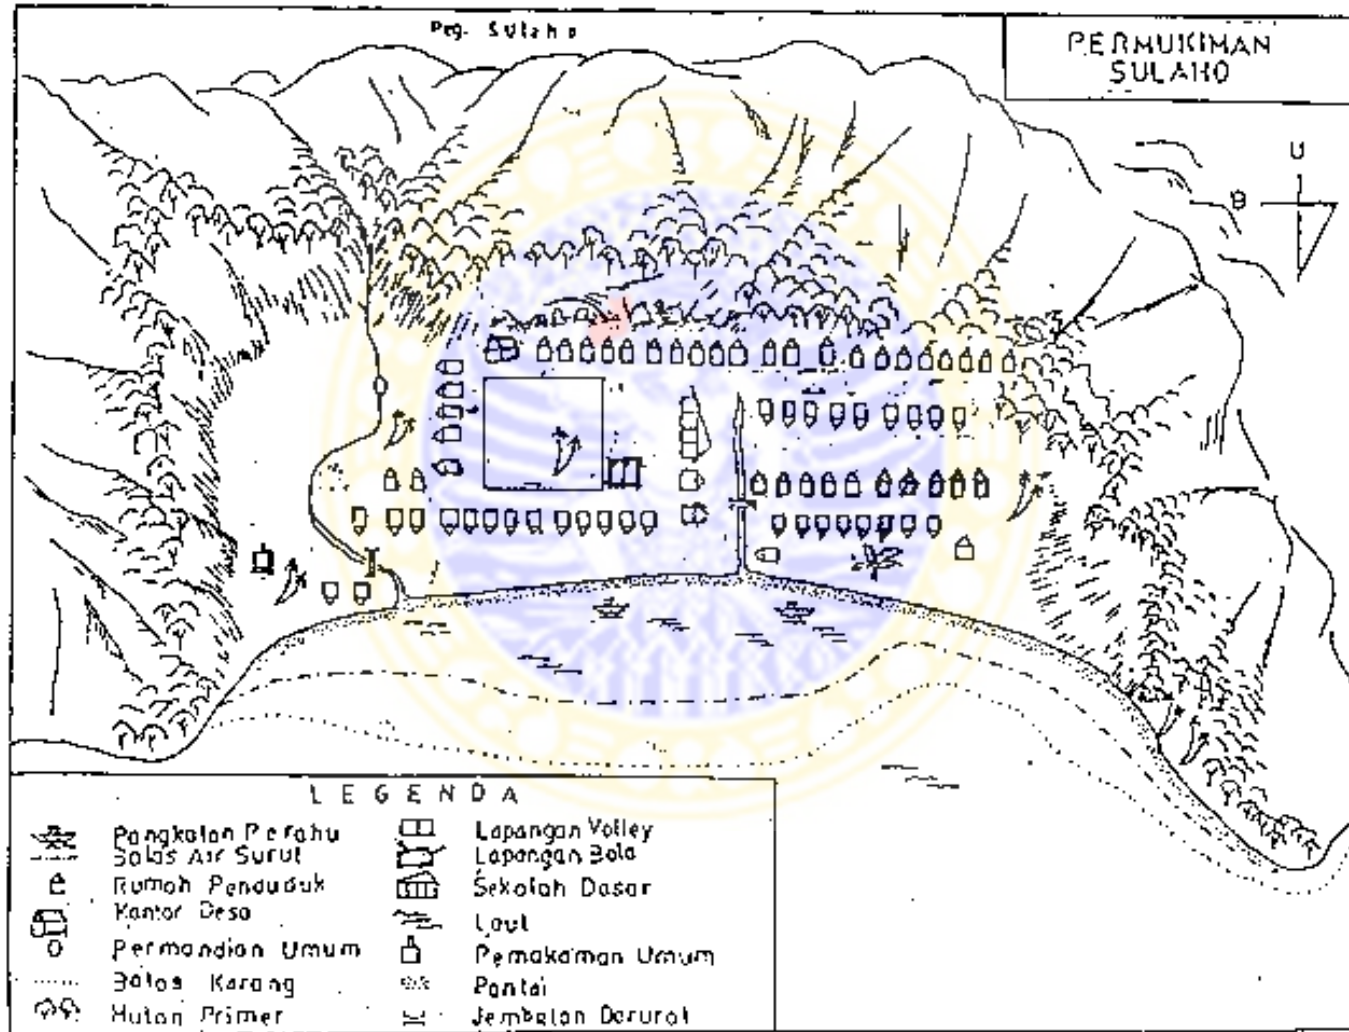 Peg. Sulaho
PERMUKIMAN
SULAHO
U
B
LEGENDA
Pangkalan Perahu
Batas Air Surut
Rumah Penduduk
Kantor Desa
Permandian Umum
Batas Karang
Hutan Primer
Lapangan Volley
Lapangan Bola
Sekolah Dasar
Laut
Pemakaman Umum
Pantai
Jembatan Darurat